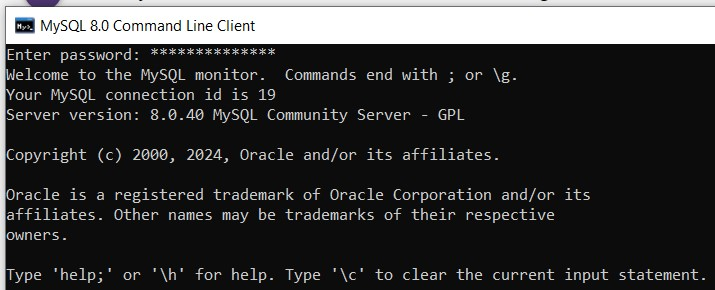 MySQL 8.0 Command Line Client
Enter password: **************
Welcome to the MySQL monitor.  Commands end with ; or \g.
Your MySQL connection id is 19
Server version: 8.0.40 MySQL Community Server - GPL
Copyright (c) 2000, 2024, Oracle and/or its affiliates.
Oracle is a registered trademark of Oracle Corporation and/or its
affiliates. Other names may be trademarks of their respective
owners.
Type 'help;' or '\h' for help. Type '\c' to clear the current input statement.